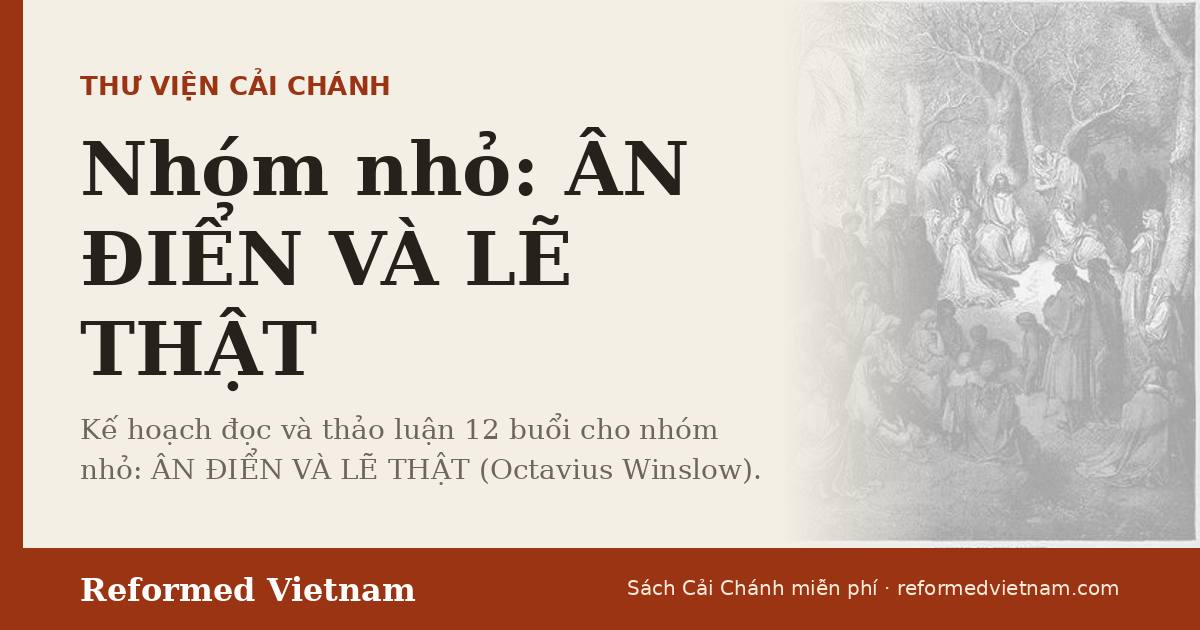 THƯ VIỆN CẢI CHÁNH
Nhóm nhỏ: ÂN
ĐIỂN VÀ LẼ
THẬT
Kế hoạch đọc và thảo luận 12 buổi cho nhóm
nhỏ: ÂN ĐIỂN VÀ LẼ THẬT (Octavius Winslow).
Reformed Vietnam
Sách Cải Chánh miễn phí · reformedvietnam.com